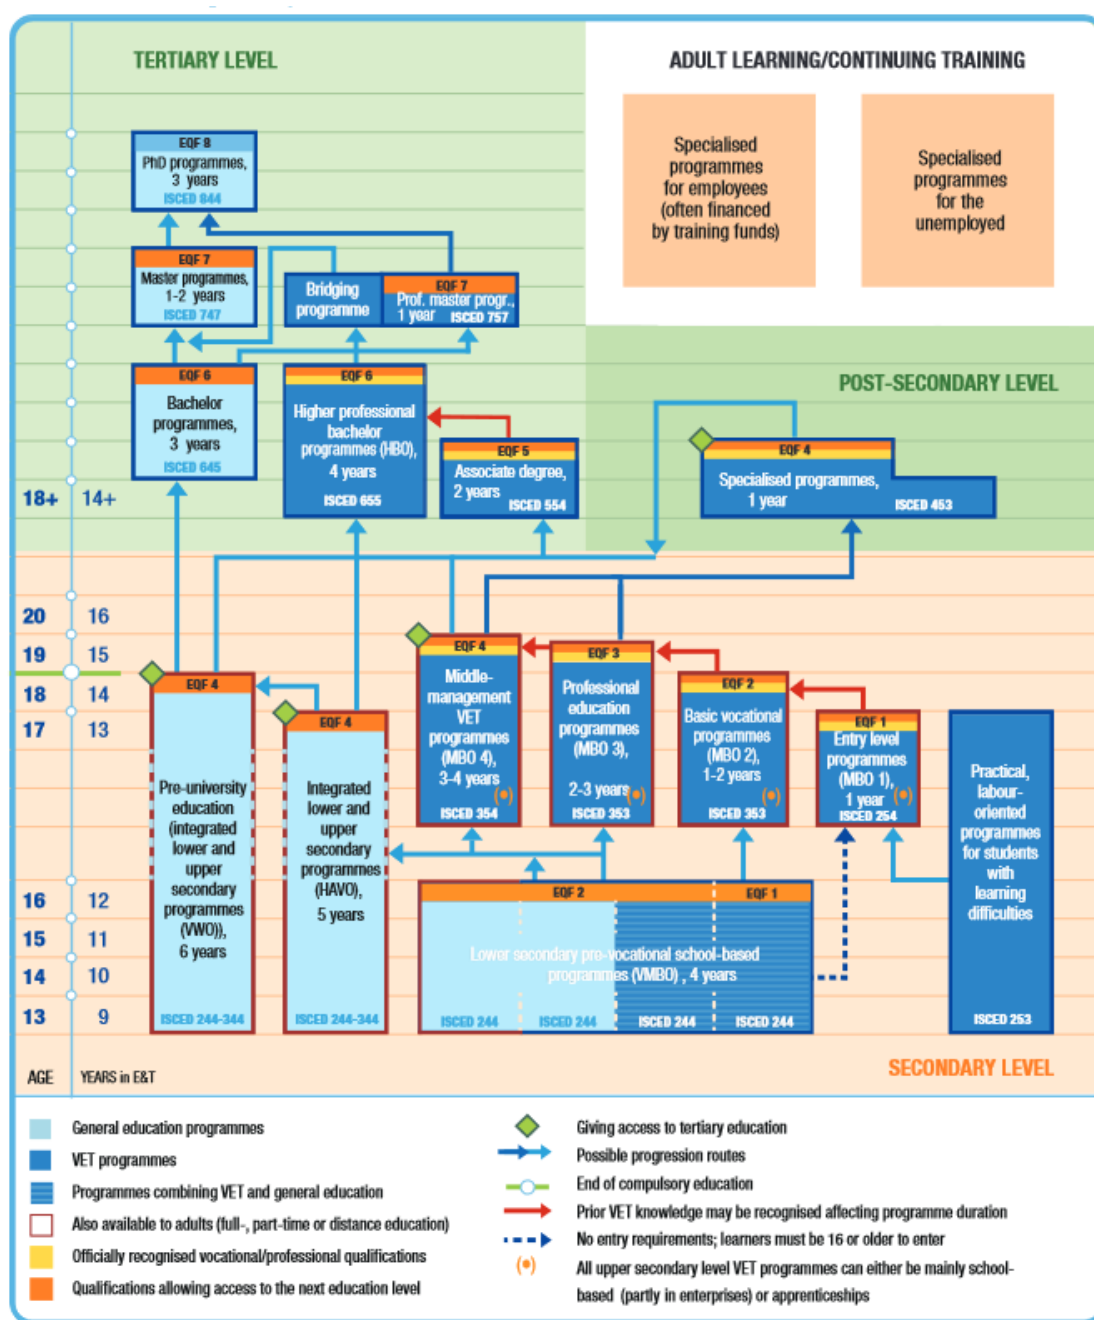 TERTIARY LEVEL
ADULT LEARNING/CONTINUING TRAINING
Specialised
programmes
for employees
(often financed
by training funds)
Specialised
programmes
for the
unemployed
EQF 8
PhD programmes,
3 years
ISCED 844
EQF 7
Master programmes,
1-2 years
ISCED 747
Bridging
programme
EQF 7
Prof. master progr.,
1 year ISCED 757
POST-SECONDARY LEVEL
EQF 6
Bachelor
programmes,
3 years
ISCED 645
EQF 6
Higher professional
bachelor
programmes (HBO),
4 years
ISCED 655
EQF 5
Associate degree,
2 years
ISCED 554
EQF 4
Specialised programmes,
1 year
ISCED 453
18+ 14+
20 16
19 15
18 14
17 13
16 12
15 11
14 10
13 9
AGE YEARS in E&T
EQF 4
Pre-university
education
(integrated
lower and
upper
secondary
programmes
(VWO)),
6 years
ISCED 244-344
EQF 4
Integrated
lower and
upper
secondary
programmes
(HAVO),
5 years
ISCED 244-344
EQF 4
Middle-
management
VET
programmes
(MBO 4),
3-4 years
(•)
ISCED 354
EQF 3
Professional
education
programmes
(MBO 3),
2-3 years
(•)
ISCED 353
EQF 2
Basic vocational
programmes
(MBO 2),
1-2 years
(•)
ISCED 353
EQF 1
Entry level
programmes
(MBO 1),
1 year
(•)
ISCED 254
Practical,
labour-
oriented
programmes
for students
with
learning
difficulties
ISCED 253
EQF 2
EQF 1
Lower secondary pre-vocational school-based
programmes (VMBO) , 4 years
ISCED 244
ISCED 244
ISCED 244
ISCED 244
SECONDARY LEVEL
General education programmes
VET programmes
Programmes combining VET and general education
Also available to adults (full-, part-time or distance education)
Officially recognised vocational/professional qualifications
Qualifications allowing access to the next education level
Giving access to tertiary education
Possible progression routes
End of compulsory education
Prior VET knowledge may be recognised affecting programme duration
No entry requirements; learners must be 16 or older to enter
(•) All upper secondary level VET programmes can either be mainly school-
based (partly in enterprises) or apprenticeships